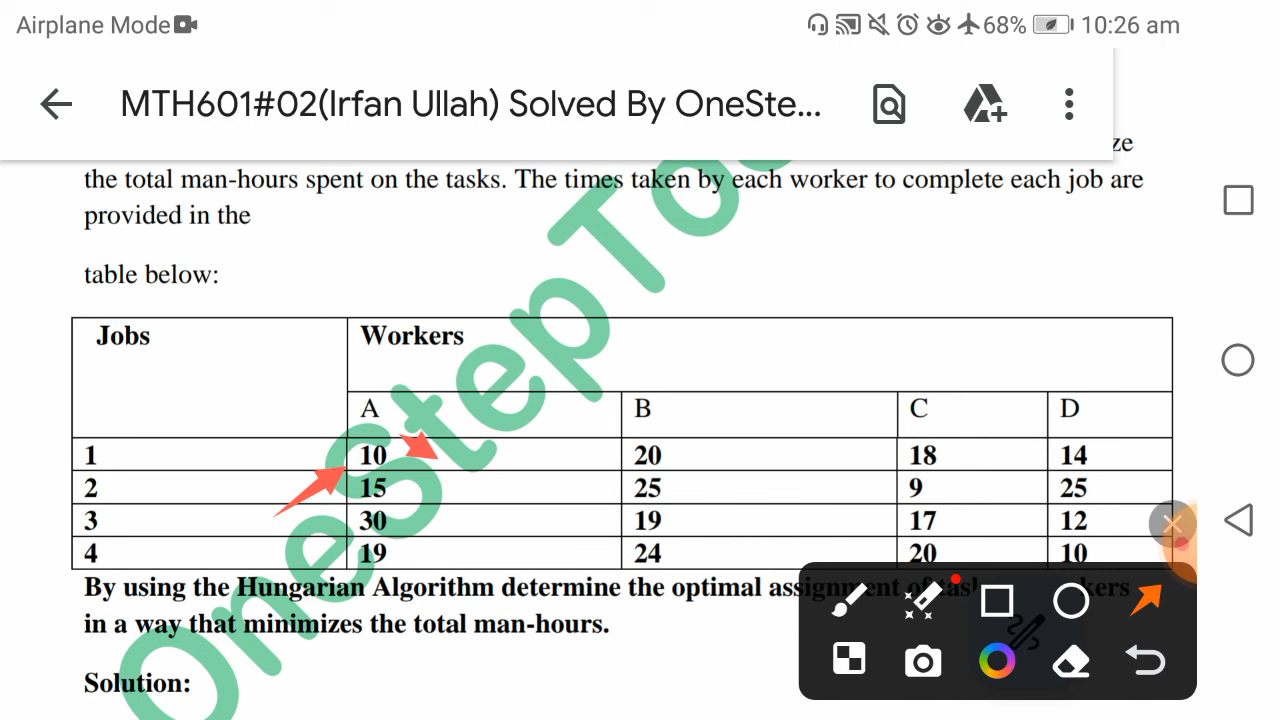 Airplane Mode 68% 10:26 am
MTH601#02(Irfan Ullah) Solved By OneSte...
ze
the total man-hours spent on the tasks. The times taken by each worker to complete each job are
provided in the
table below:
Jobs Workers
A B C D
1 10 20 18 14
2 15 25 9 25
3 30 19 17 12
4 19 24 20 10
By using the Hungarian Algorithm determine the optimal assignment of tas kers
in a way that minimizes the total man-hours.
Solution:
OneStepTo